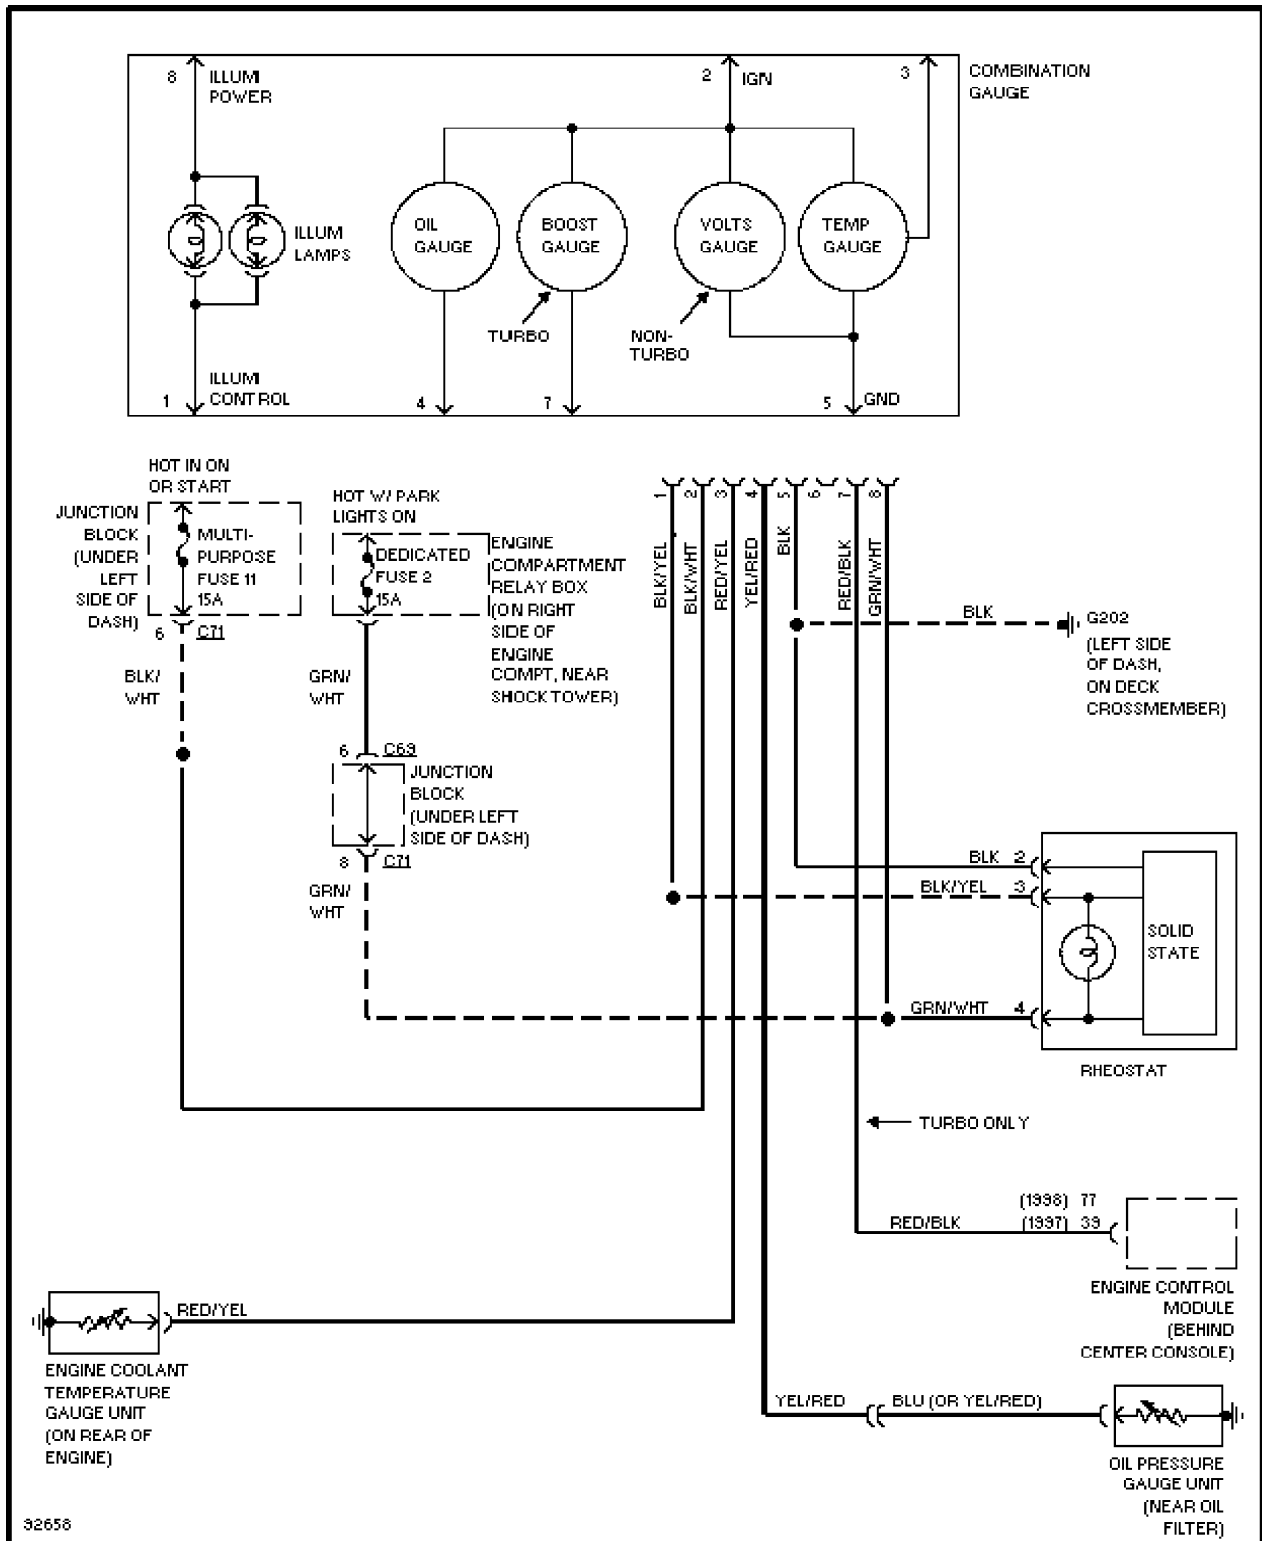 8
ILLUMI
POWER
2
IGN
3
COMBINATION
GAUGE
ILLUM
LAMPS
OIL
GAUGE
BOOST
GAUGE
VOLTS
GAUGE
TEMP
GAUGE
TURBO
NON-
TURBO
1
ILLUMI
CONTROL
4
7
5
GND
HOT IN ON
OR START
JUNCTION
BLOCK
(UNDER
LEFT
SIDE OF
DASH)
MULTI-
PURPOSE
FUSE 11
15A
6
C71
BLK/
WHT
HOT W/ PARK
LIGHTS ON
DEDICATED
FUSE 2
15A
ENGINE
COMPARTMENT
RELAY BOX
(ON RIGHT
SIDE OF
ENGINE
COMPT, NEAR
SHOCK TOWER)
GRN/
WHT
6
C69
JUNCTION
BLOCK
(UNDER LEFT
SIDE OF DASH)
8
C71
GRN/
WHT
1
2
3
4
5
6
7
8
BLK/YEL
BLK/WHT
RED/YEL
YEL/RED
BLK
RED/BLK
GRN/WHT
BLK
G202
(LEFT SIDE
OF DASH,
ON DECK
CROSSMEMBER)
BLK 2
BLK/YEL 3
SOLID
STATE
GRN/WHT 4
RHEOSTAT
TURBO ONLY
(1998) 77
RED/BLK (1997) 39
ENGINE CONTROL
MODULE
(BEHIND
CENTER CONSOLE)
RED/YEL
ENGINE COOLANT
TEMPERATURE
GAUGE UNIT
(ON REAR OF
ENGINE)
YEL/RED BLU (OR YEL/RED)
OIL PRESSURE
GAUGE UNIT
(NEAR OIL
FILTER)
92658